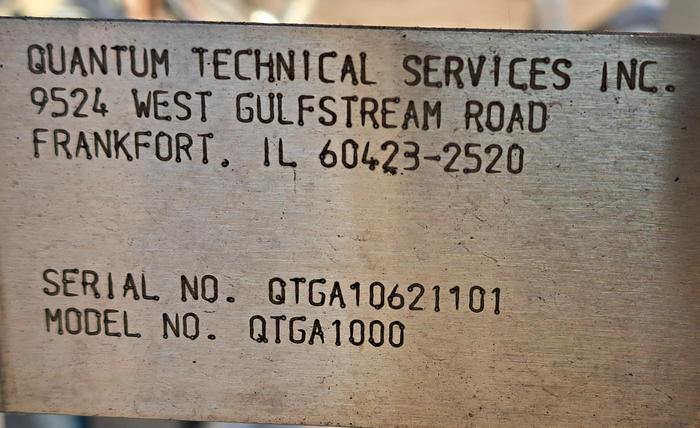 QUANTUM TECHNICAL SERVICES INC.
9524 WEST GULFSTREAM ROAD
FRANKFORT. IL 60423-2520
SERIAL NO. QTGA10621101
MODEL NO. QTGA1000